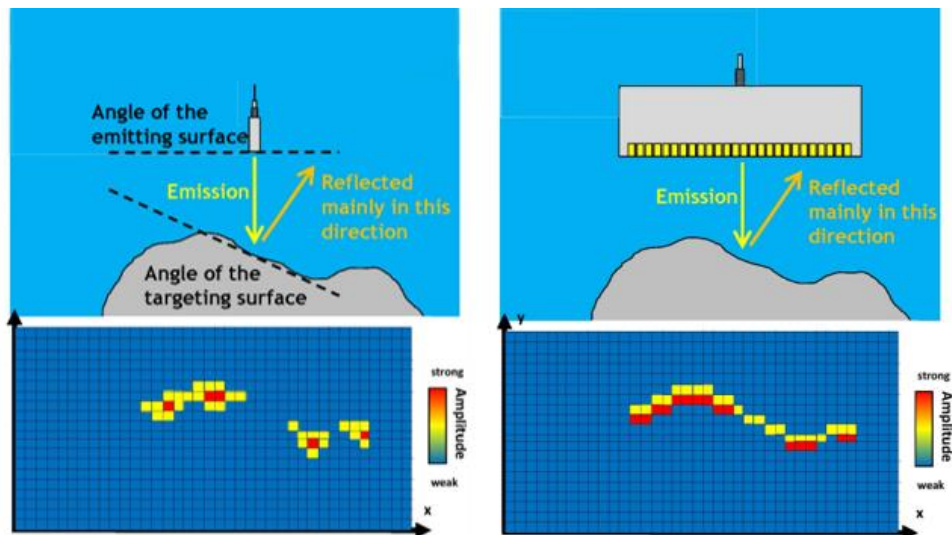 Angle of the
emitting surface
Emission
Reflected
mainly in this
direction
Angle of the
targeting surface
strong
Amplitude
weak
x
Emission
Reflected
mainly in this
direction
y
strong
Amplitude
weak
x